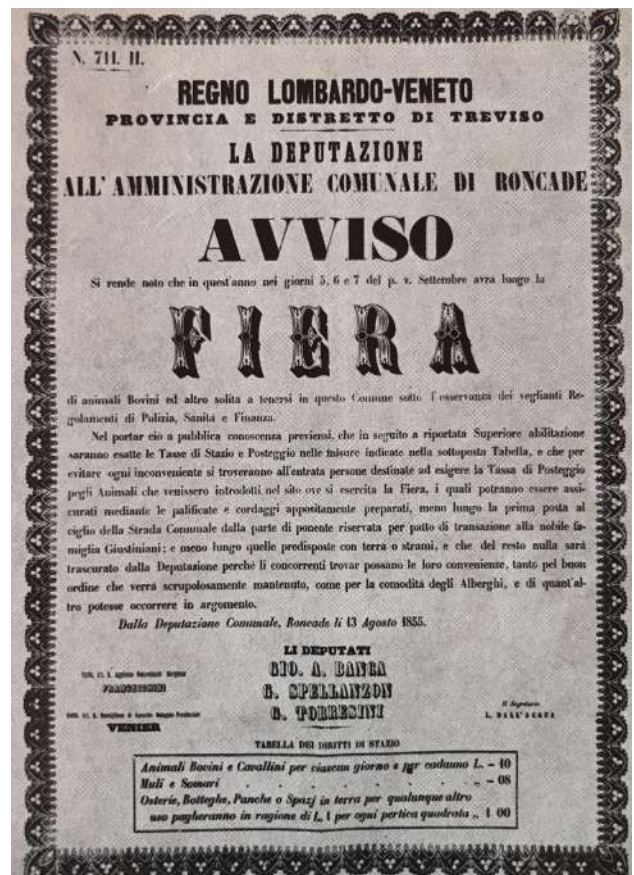 N. 711. II.
REGNO LOMBARDO-VENETO
PROVINCIA E DISTRETTO DI TREVISO
LA DEPUTAZIONE
ALL'AMMINISTRAZIONE COMUNALE DI RONCADE
AVVISO
Si rende noto che in quest'anno nei giorni 5, 6 e 7 del p. v. Settembre avra luogo la
FIERA
di animali Bovini ed altro solita a tenersi in questo Comune sotto l'osservanza dei veglianti Re-
golamenti di Polizia, Sanità e Finanza.
Nel portar ciò a pubblica conoscenza previensi, che in seguito a riportata Superiore abilitazione
saranno esatte le Tasse di Stazio e Posteggio nelle misure indicate nella sottoposta Tabella, e che per
evitare ogni inconveniente si troveranno all'entrata persone destinate ad esigere la Tassa di Posteggio
pegli Animali che venissero introdotti nel sito ove si esercita la Fiera, i quali potranno essere assi-
curati mediante le palificate e cordaggi appositamente preparati, meno lungo la prima posta al
ciglio della Strada Comunale dalla parte di ponente riservata per patto di transazione alla nobile fa-
miglia Giustiniani; e meno lungo quelle predisposte con terra o strami, e che del resto nulla sarà
trascurato dalla Deputazione perchè li concorrenti trovar possano le loro conveniente, tanto pel buon
ordine che verrà scrupolosamente mantenuto, come per la comodità degli Alberghi, e di quant'al-
tro potesse occorrere in argomento.
Dalla Deputazione Comunale, Roncade li 13 Agosto 1855.
LI DEPUTATI
GIO. A. BANCA
G. SPELLANZON
G. TORRESINI
FRANCESCHINI
VENIER
Il Segretario
L. DALL'ACQUA
TABELLA DEI DIRITTI DI STAZIO
Animali Bovini e Cavallini per ciascun giorno e per cadauno L. - 10
Muli e Somari . . . . . . . . „ - 08
Osterie, Botteghe, Panche o Spazj in terra per qualunque altro
uso pagheranno in ragione di L. 1 per ogni pertica quadrata „ 1 00